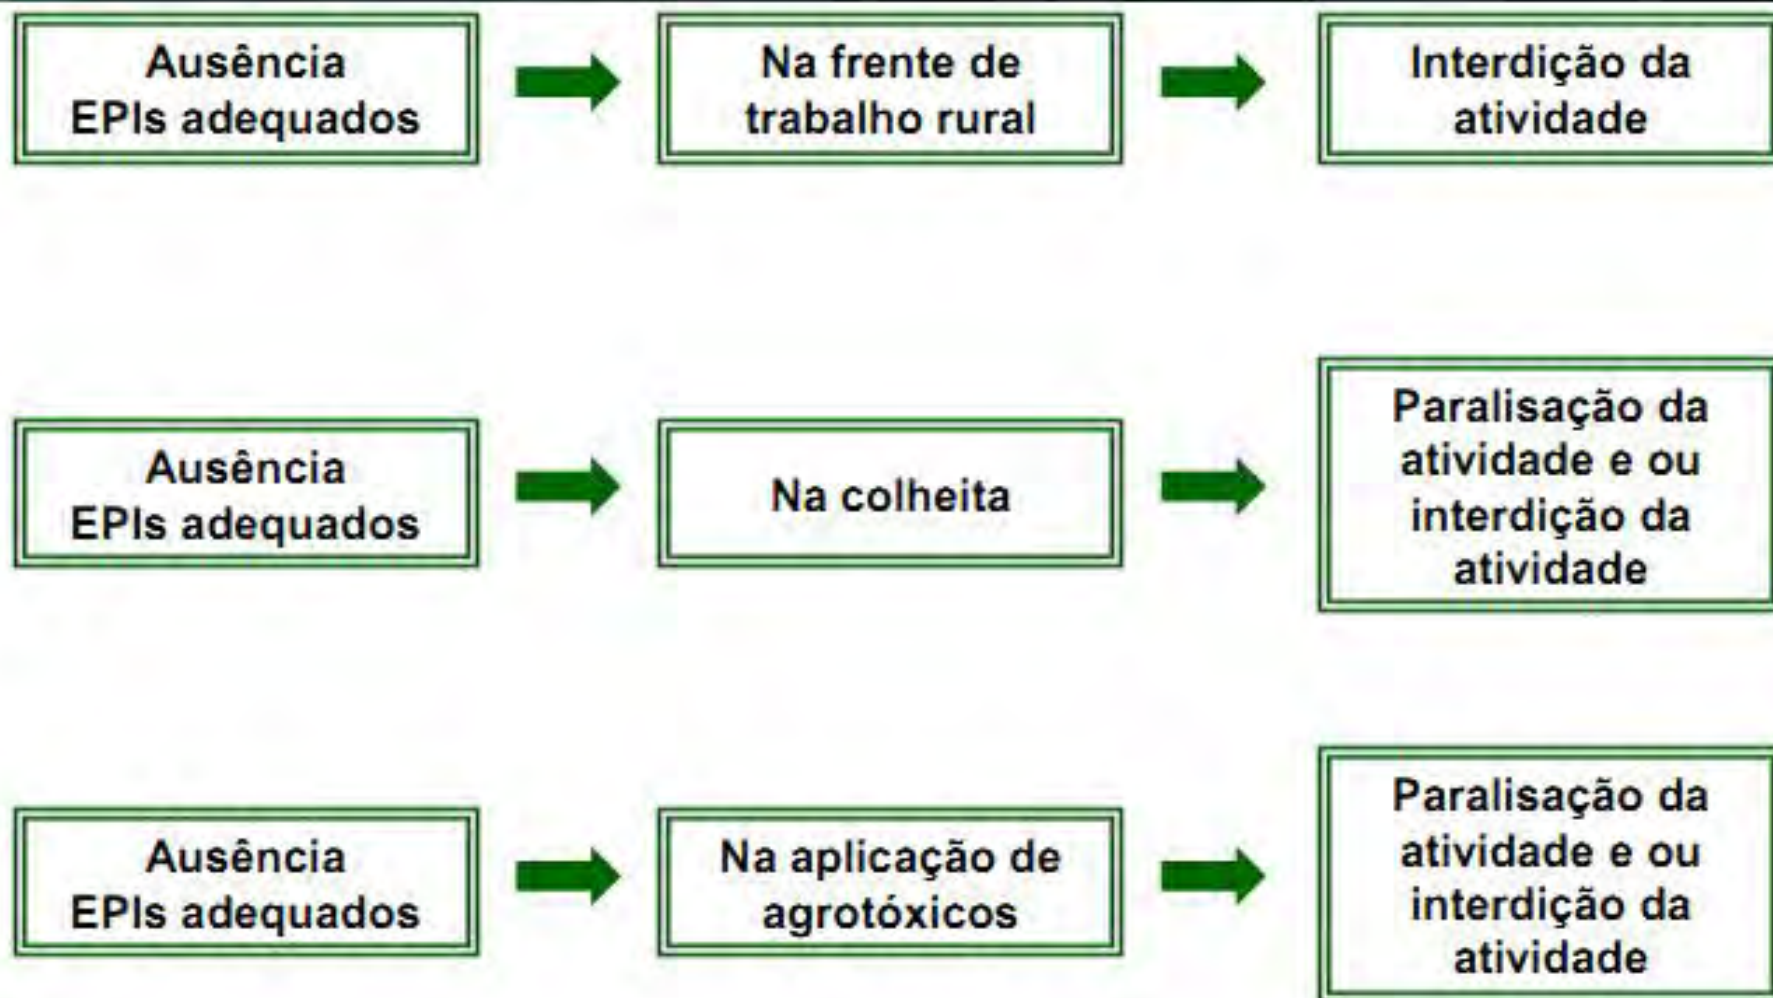 Ausência
EPIs adequados
Na frente de
trabalho rural
Interdição da
atividade
Ausência
EPIs adequados
Na colheita
Paralisação da
atividade e ou
interdição da
atividade
Ausência
EPIs adequados
Na aplicação de
agrotóxicos
Paralisação da
atividade e ou
interdição da
atividade